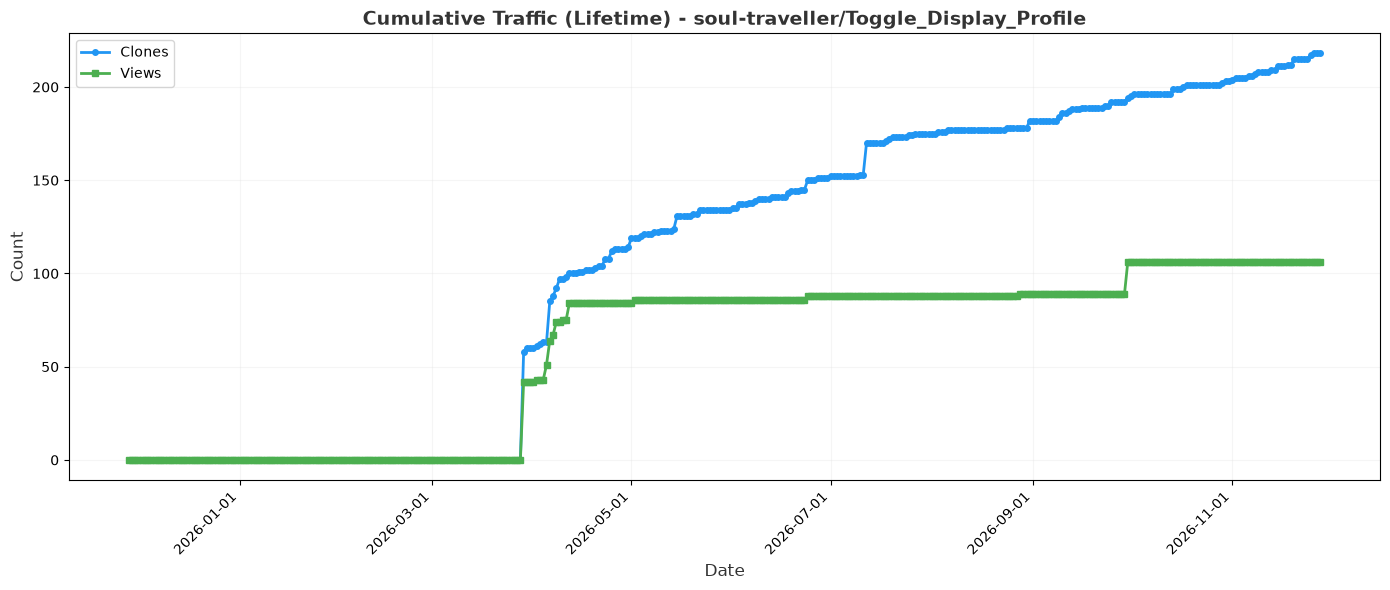 Cumulative Traffic (Lifetime) - soul-traveller/Toggle_Display_Profile
Clones
Views
Count
200
150
100
50
0
2026-01-01
2026-03-01
2026-05-01
2026-07-01
2026-09-01
2026-11-01
Date